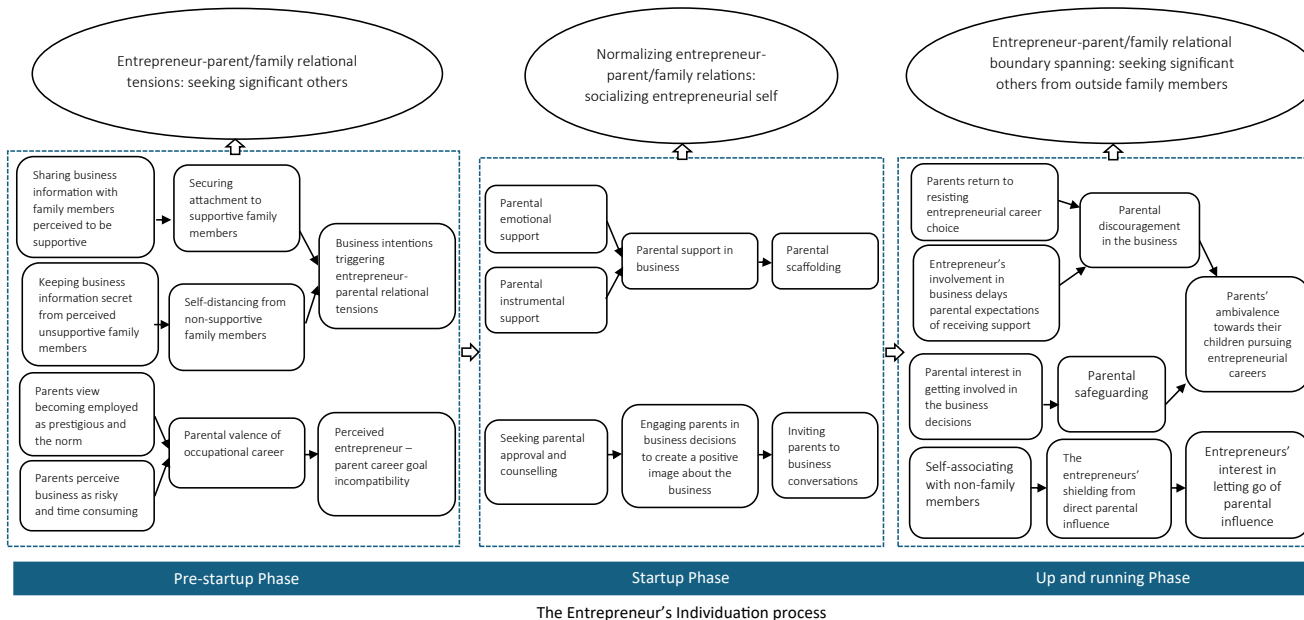 Entrepreneur-parent/family relational
tensions: seeking significant others
Normalizing entrepreneur-
parent/family relations:
socializing entrepreneurial self
Entrepreneur-parent/family relational
boundary spanning: seeking significant
others from outside family members
Sharing business
information with
family members
perceived to be
supportive
Securing
attachment to
supportive family
members
Keeping business
information secret
from perceived
unsupportive family
members
Self-distancing from
non-supportive
family members
Business intentions
triggering
entrepreneur-
parental relational
tensions
Parents view
becoming employed
as prestigious and
the norm
Parents perceive
business as risky
and time consuming
Parental valence of
occupational career
Perceived
entrepreneur –
parent career goal
incompatibility
Parental
emotional
support
Parental
instrumental
support
Parental support in
business
Parental
scaffolding
Seeking parental
approval and
counselling
Engaging parents in
business decisions
to create a positive
image about the
business
Inviting
parents to
business
conversations
Parents return to
resisting
entrepreneurial career
choice
Entrepreneur's
involvement in
business delays
parental expectations
of receiving support
Parental
discouragement
in the business
Parental interest in
getting involved in
the business
decisions
Parental
safeguarding
Parents'
ambivalence
towards their
children pursuing
entrepreneurial
careers
Self-associating
with non-family
members
The
entrepreneurs'
shielding from
direct parental
influence
Entrepreneurs'
interest in
letting go of
parental
influence
Pre-startup Phase
Startup Phase
Up and running Phase
The Entrepreneur's Individuation process